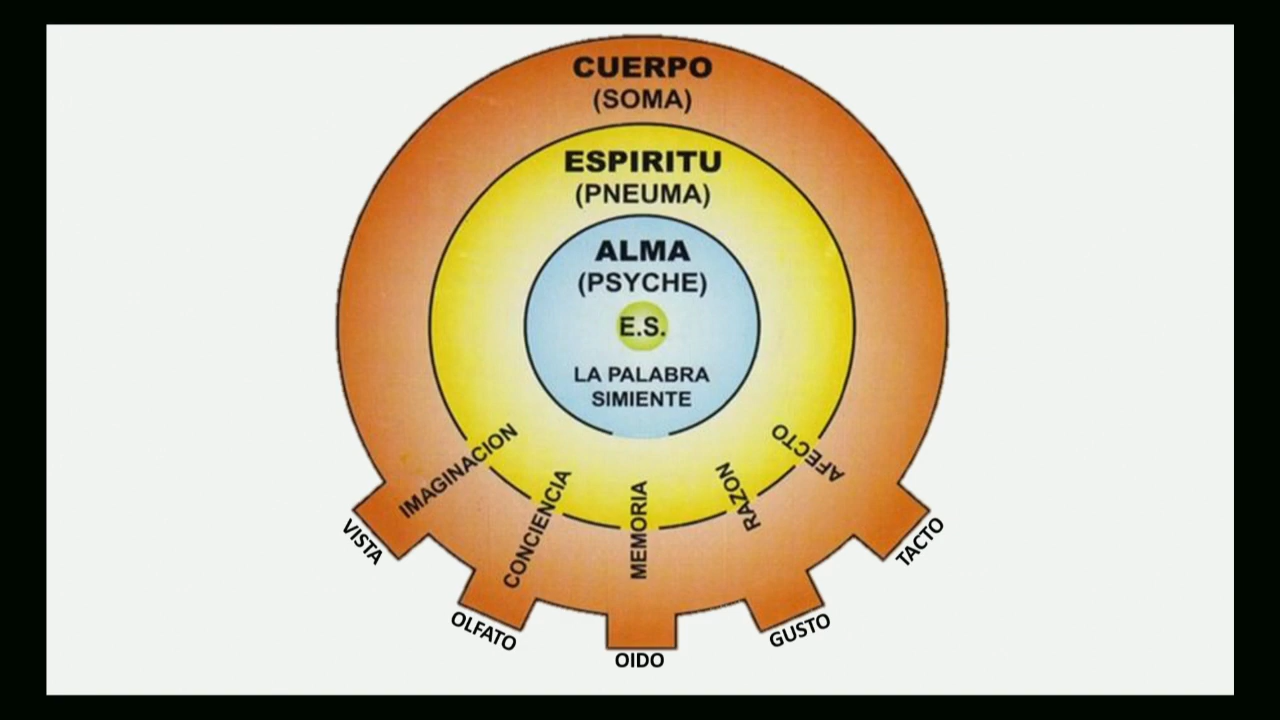 CUERPO
(SOMA)
ESPIRITU
(PNEUMA)
ALMA
(PSYCHE)
E.S.
LA PALABRA
SIMIENTE
IMAGINACION
CONCIENCIA
MEMORIA
RAZON
AFECTO
VISTA
OLFATO
OIDO
GUSTO
TACTO